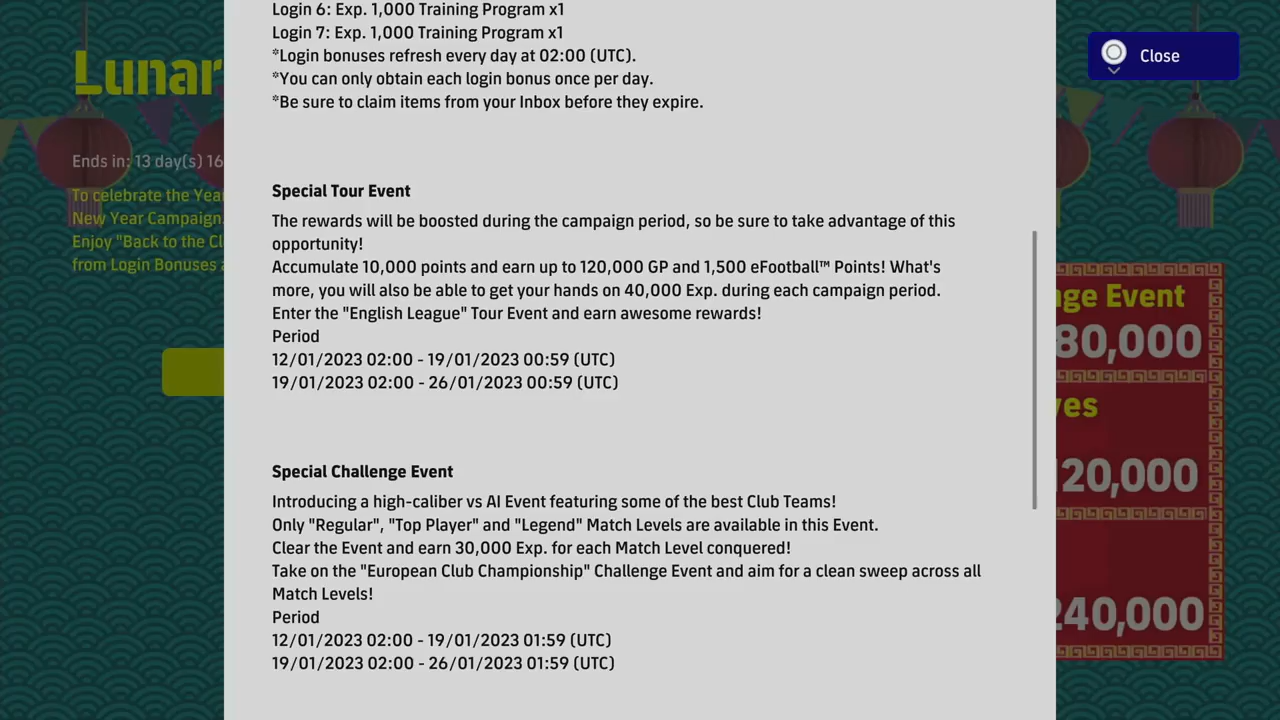 Login 6: Exp. 1,000 Training Program x1
Login 7: Exp. 1,000 Training Program x1
*Login bonuses refresh every day at 02:00 (UTC).
*You can only obtain each login bonus once per day.
*Be sure to claim items from your Inbox before they expire.
Close
Lunar
Ends in: 13 day(s) 16
To celebrate the Yea
New Year Campaign
Enjoy "Back to the Cl
from Login Bonuses a
Special Tour Event
The rewards will be boosted during the campaign period, so be sure to take advantage of this
opportunity!
Accumulate 10,000 points and earn up to 120,000 GP and 1,500 eFootball™ Points! What's
more, you will also be able to get your hands on 40,000 Exp. during each campaign period.
Enter the "English League" Tour Event and earn awesome rewards!
Period
12/01/2023 02:00 - 19/01/2023 00:59 (UTC)
19/01/2023 02:00 - 26/01/2023 00:59 (UTC)
Special Challenge Event
Introducing a high-caliber vs AI Event featuring some of the best Club Teams!
Only "Regular", "Top Player" and "Legend" Match Levels are available in this Event.
Clear the Event and earn 30,000 Exp. for each Match Level conquered!
Take on the "European Club Championship" Challenge Event and aim for a clean sweep across all
Match Levels!
Period
12/01/2023 02:00 - 19/01/2023 01:59 (UTC)
19/01/2023 02:00 - 26/01/2023 01:59 (UTC)
nge Event
80,000
ves
120,000
240,000